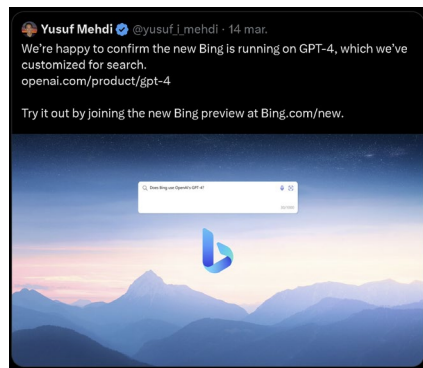 Yusuf Mehdi @yusuf_i_mehdi · 14 mar.
We're happy to confirm the new Bing is running on GPT-4, which we've
customized for search.
openai.com/product/gpt-4
Try it out by joining the new Bing preview at Bing.com/new.
Does Bing use OpenAI's GPT-4?